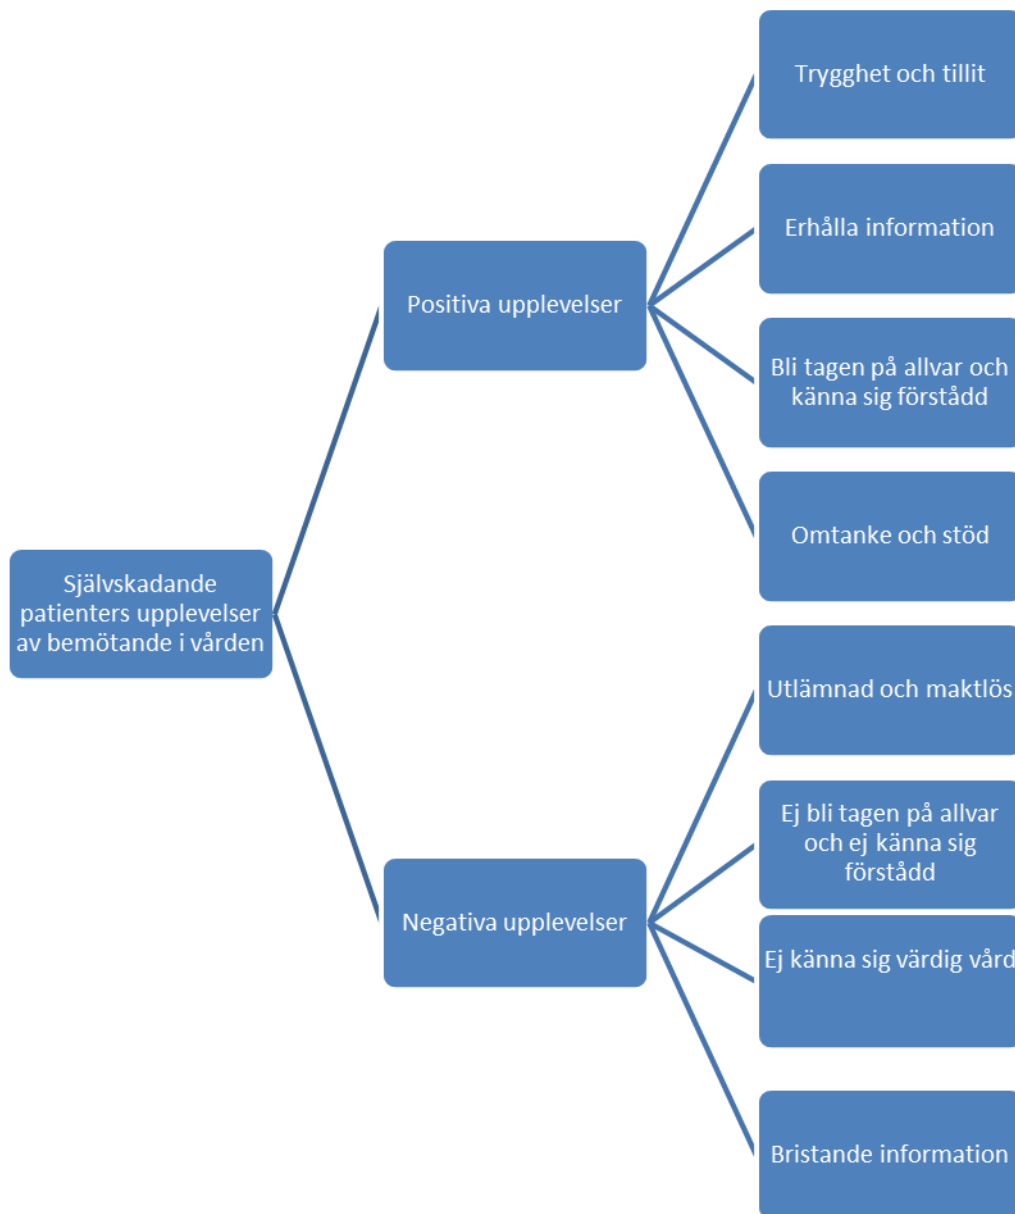 Självskadande
patienters upplevelser
av bemötande i vården
Positiva upplevelser
Trygghet och tillit
Erhålla information
Bli tagen på allvar och
känna sig förstådd
Omtanke och stöd
Negativa upplevelser
Utlämnad och maktlös
Ej bli tagen på allvar
och ej känna sig
förstådd
Ej känna sig värdig vård
Bristande information